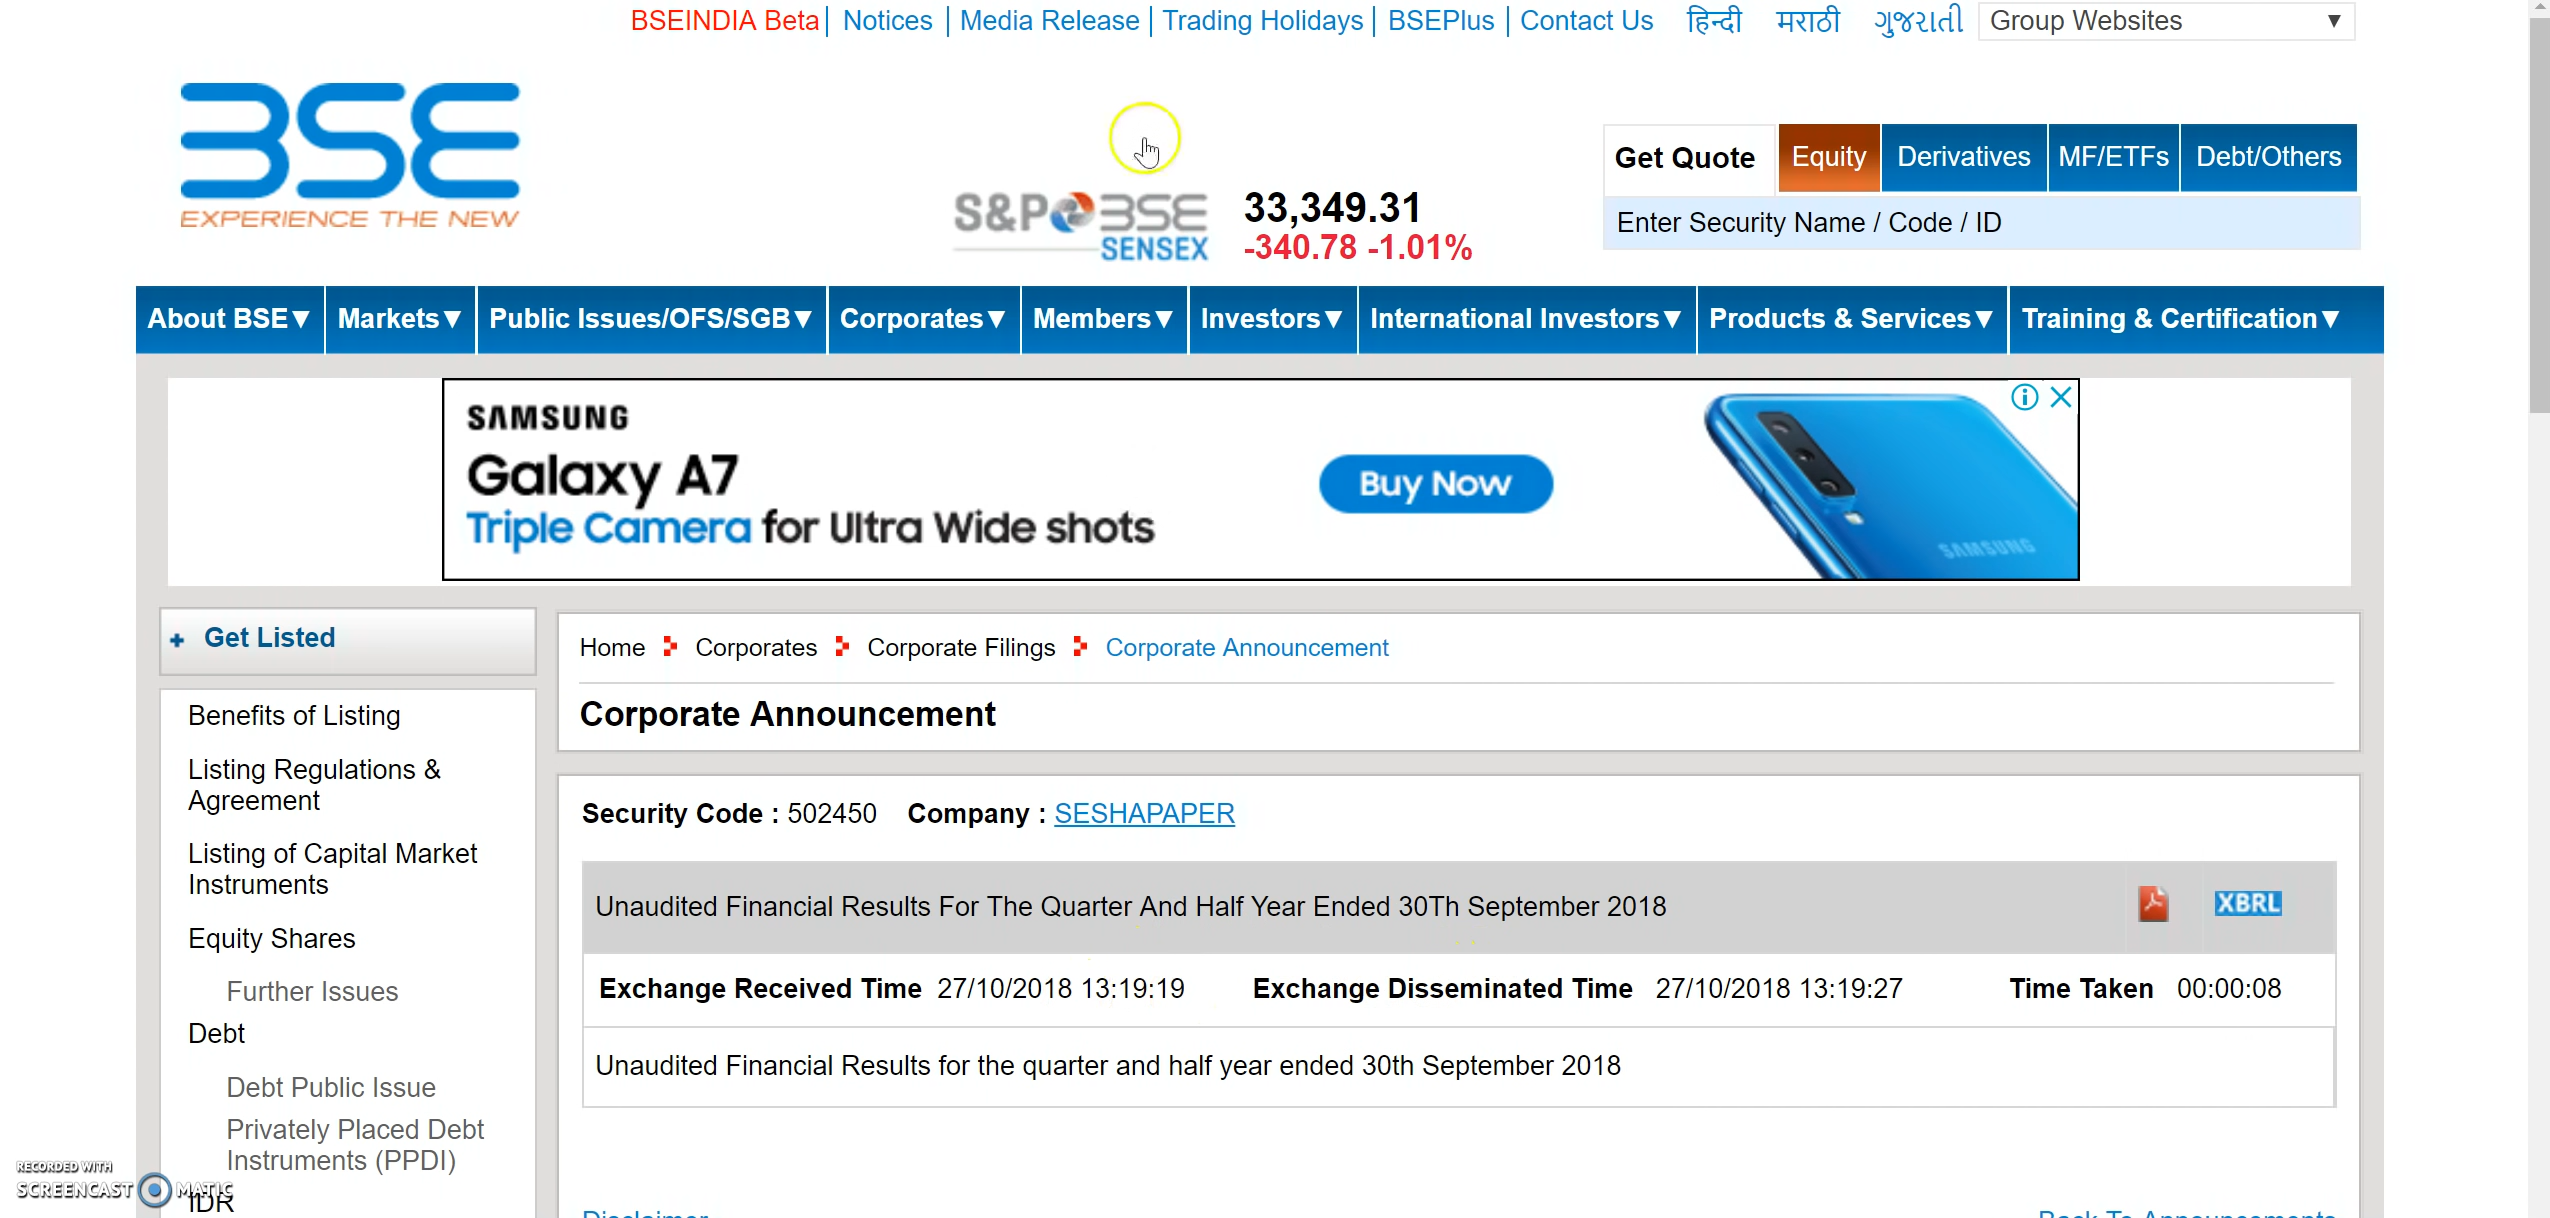 BSEINDIA Beta | Notices | Media Release | Trading Holidays | BSEPlus | Contact Us हिन्दी मराठी ગુજરાતી Group Websites ▼
BSE
EXPERIENCE THE NEW
S&P BSE
SENSEX
33,349.31
-340.78 -1.01%
Get Quote Equity Derivatives MF/ETFs Debt/Others
Enter Security Name / Code / ID
About BSE▼ Markets▼ Public Issues/OFS/SGB▼ Corporates▼ Members▼ Investors▼ International Investors▼ Products & Services▼ Training & Certification▼
SAMSUNG
Galaxy A7
Triple Camera for Ultra Wide shots
Buy Now
SAMSUNG
+ Get Listed
Benefits of Listing
Listing Regulations &
Agreement
Listing of Capital Market
Instruments
Equity Shares
Further Issues
Debt
Debt Public Issue
Privately Placed Debt
Instruments (PPDI)
IDR
Home Corporates Corporate Filings Corporate Announcement
Corporate Announcement
Security Code : 502450 Company : SESHAPAPER
Unaudited Financial Results For The Quarter And Half Year Ended 30Th September 2018 XBRL
Exchange Received Time 27/10/2018 13:19:19 Exchange Disseminated Time 27/10/2018 13:19:27 Time Taken 00:00:08
Unaudited Financial Results for the quarter and half year ended 30th September 2018
Disclaimer Back To Announcements
RECORDED WITH
SCREENCAST MATIC